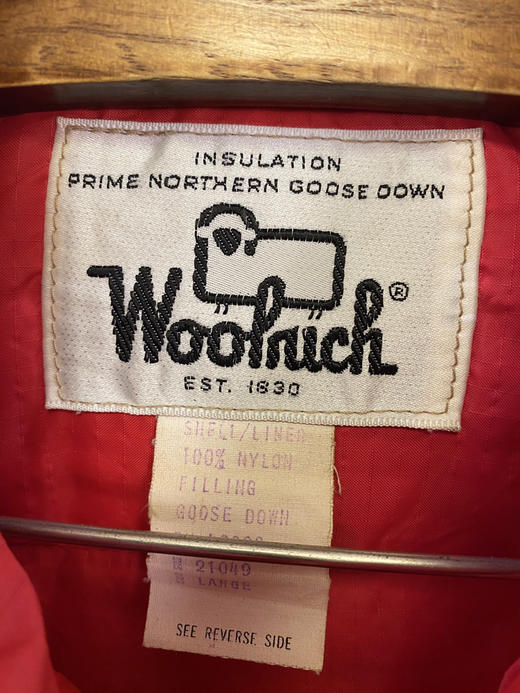 INSULATION
PRIME NORTHERN GOOSE DOWN
Woolrich®
EST. 1830
SHELL/LINER
100% NYLON
FILLING
GOOSE DOWN
21049
LARGE
SEE REVERSE SIDE